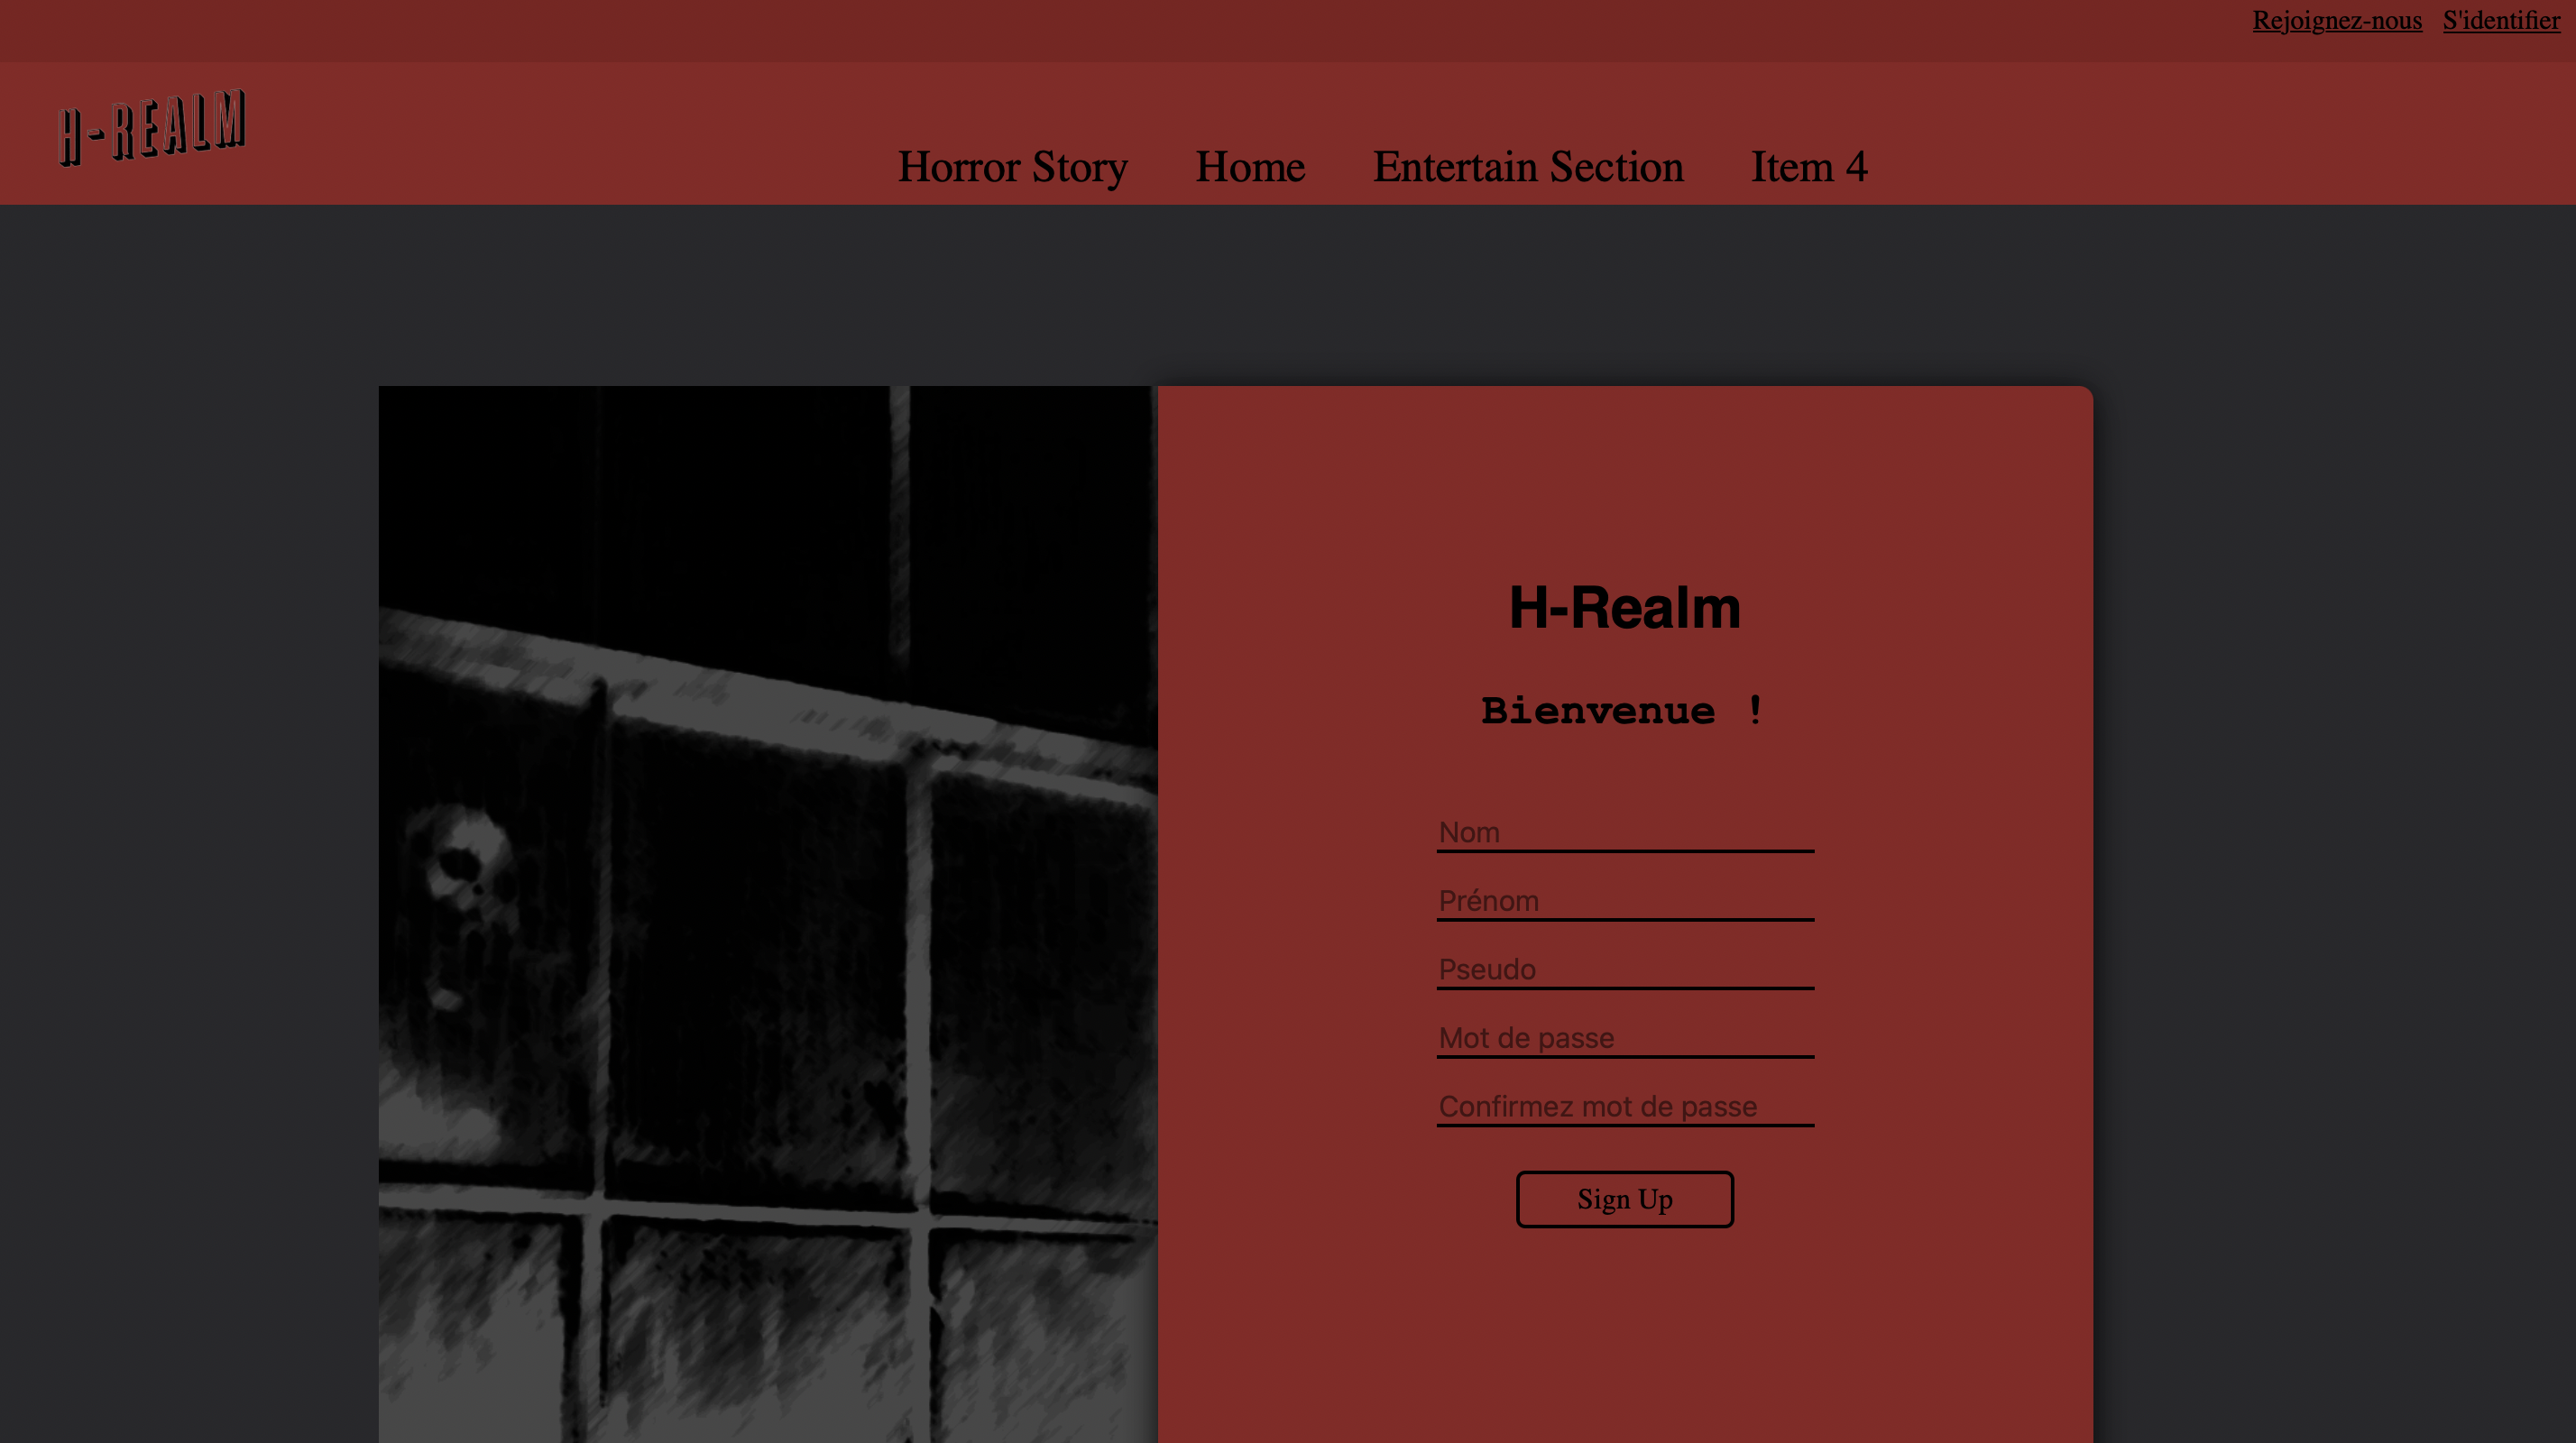 Rejoignez-nous S'identifier
H-REALM
Horror Story Home Entertain Section Item 4
H-Realm
Bienvenue !
Nom
Prénom
Pseudo
Mot de passe
Confirmez mot de passe
Sign Up